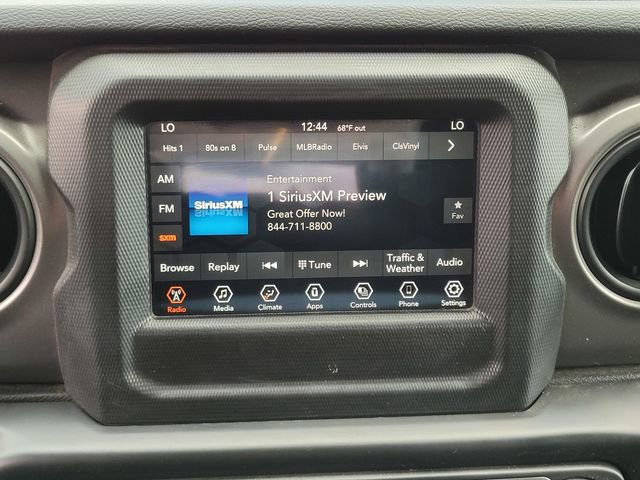 LO 12:44 68°F out LO
Hits 1 80s on 8 Pulse MLBRadio Elvis ClsVinyl
AM
FM
sxm
SiriusXM
Entertainment
1 SiriusXM Preview
Great Offer Now!
844-711-8800
Fav
Browse Replay Tune Traffic & Weather Audio
Radio Media Climate Apps Controls Phone Settings